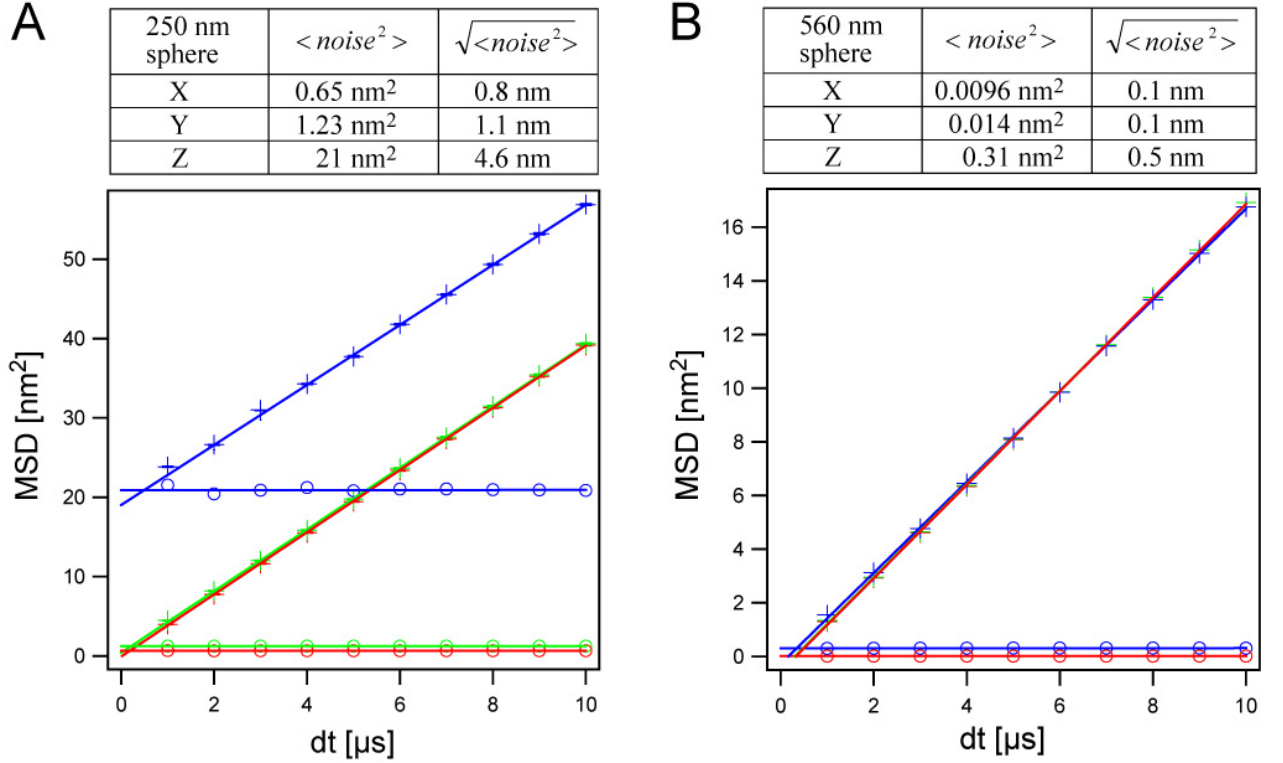 A
250 nm sphere < noise² > √< noise² >
X 0.65 nm² 0.8 nm
Y 1.23 nm² 1.1 nm
Z 21 nm² 4.6 nm
MSD [nm²]
50
40
30
20
10
0
0 2 4 6 8 10
dt [µs]
B
560 nm sphere < noise² > √< noise² >
X 0.0096 nm² 0.1 nm
Y 0.014 nm² 0.1 nm
Z 0.31 nm² 0.5 nm
MSD [nm²]
16
14
12
10
8
6
4
2
0
0 2 4 6 8 10
dt [µs]